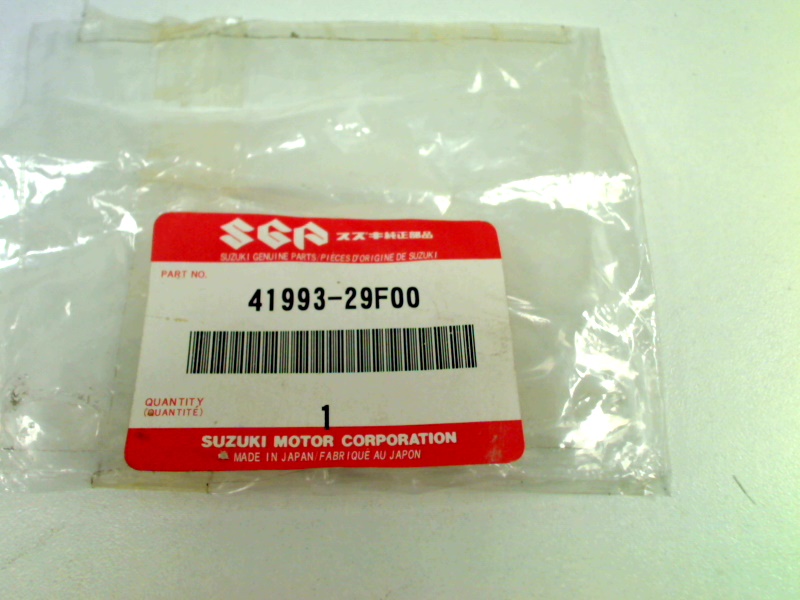 SGP スズキ純正部品
SUZUKI GENUINE PARTS/PIÈCES D'ORIGINE DE SUZUKI
PART NO.
41993-29F00
QUANTITY
(QUANTITÉ)
1
SUZUKI MOTOR CORPORATION
MADE IN JAPAN/FABRIQUÉ AU JAPON